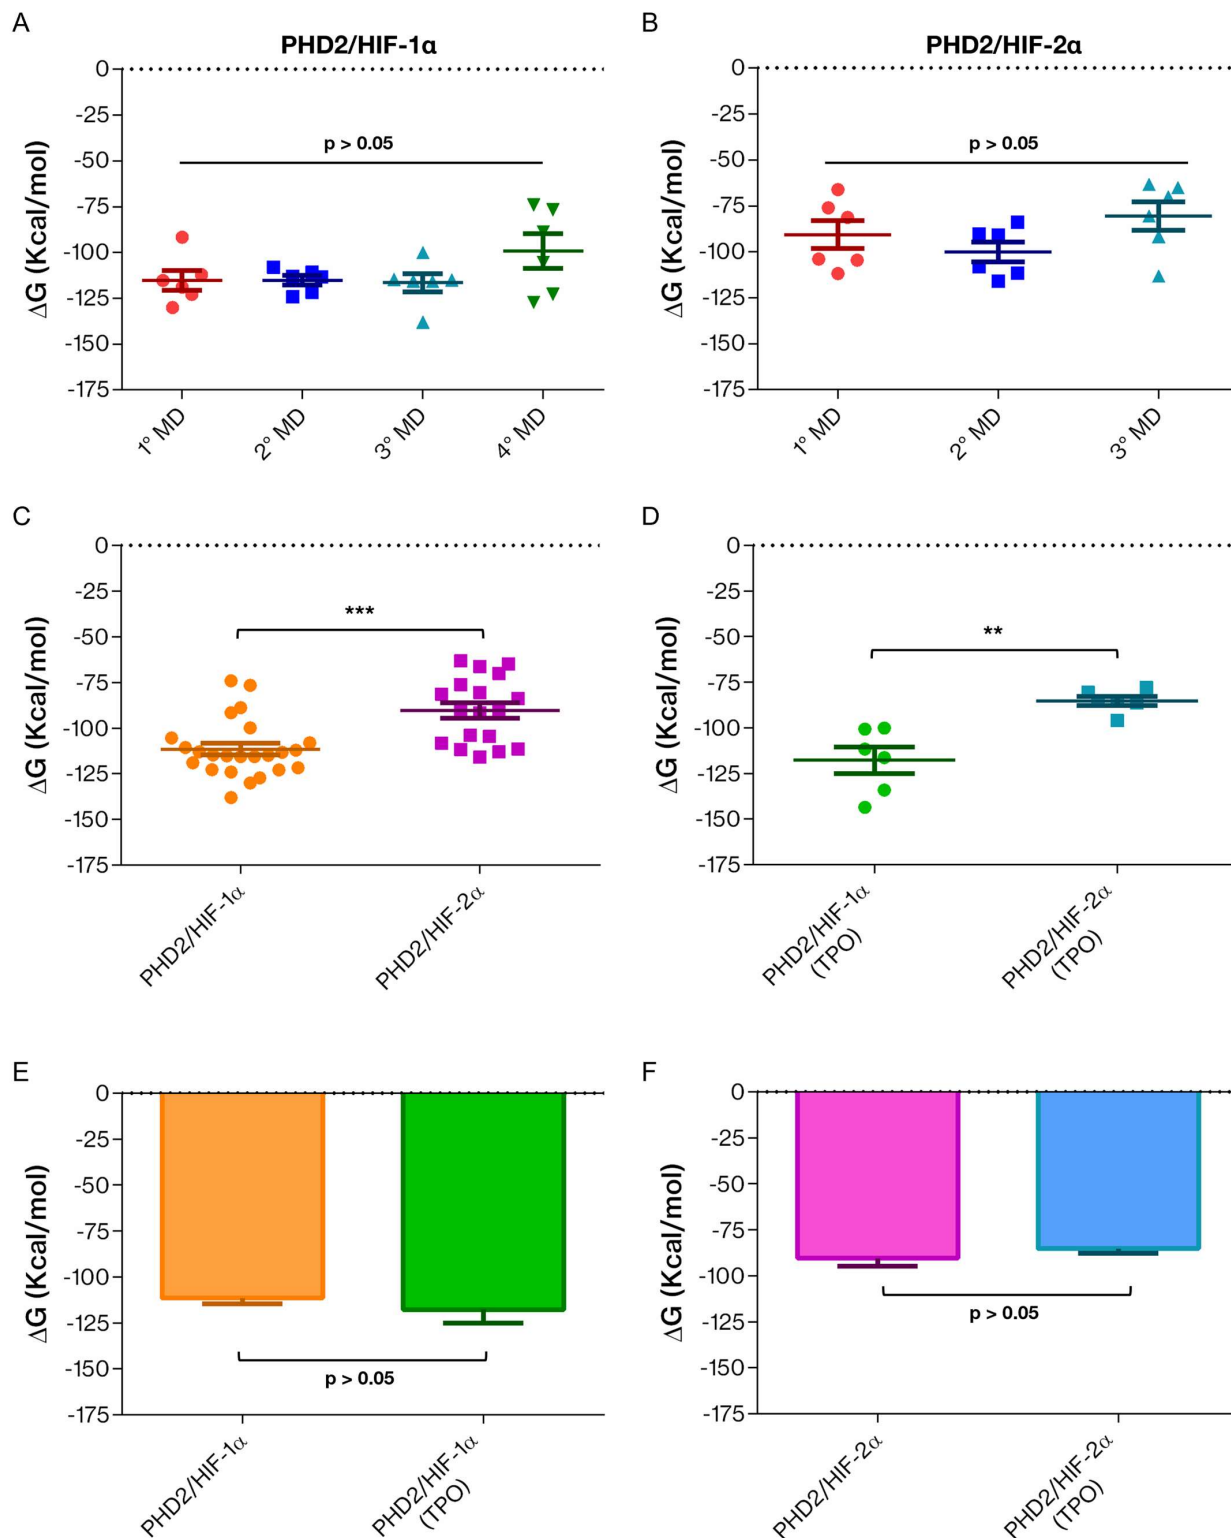 A
PHD2/HIF-1α
ΔG (Kcal/mol)
0
-25
-50
-75
-100
-125
-150
-175
p > 0.05
1° MD
2° MD
3° MD
4° MD
B
PHD2/HIF-2α
ΔG (Kcal/mol)
0
-25
-50
-75
-100
-125
-150
-175
p > 0.05
1° MD
2° MD
3° MD
C
ΔG (Kcal/mol)
0
-25
-50
-75
-100
-125
-150
-175
***
PHD2/HIF-1α
PHD2/HIF-2α
D
ΔG (Kcal/mol)
0
-25
-50
-75
-100
-125
-150
-175
**
PHD2/HIF-1α
(TPO)
PHD2/HIF-2α
(TPO)
E
ΔG (Kcal/mol)
0
-25
-50
-75
-100
-125
-150
-175
p > 0.05
PHD2/HIF-1α
PHD2/HIF-1α
(TPO)
F
ΔG (Kcal/mol)
0
-25
-50
-75
-100
-125
-150
-175
p > 0.05
PHD2/HIF-2α
PHD2/HIF-2α
(TPO)